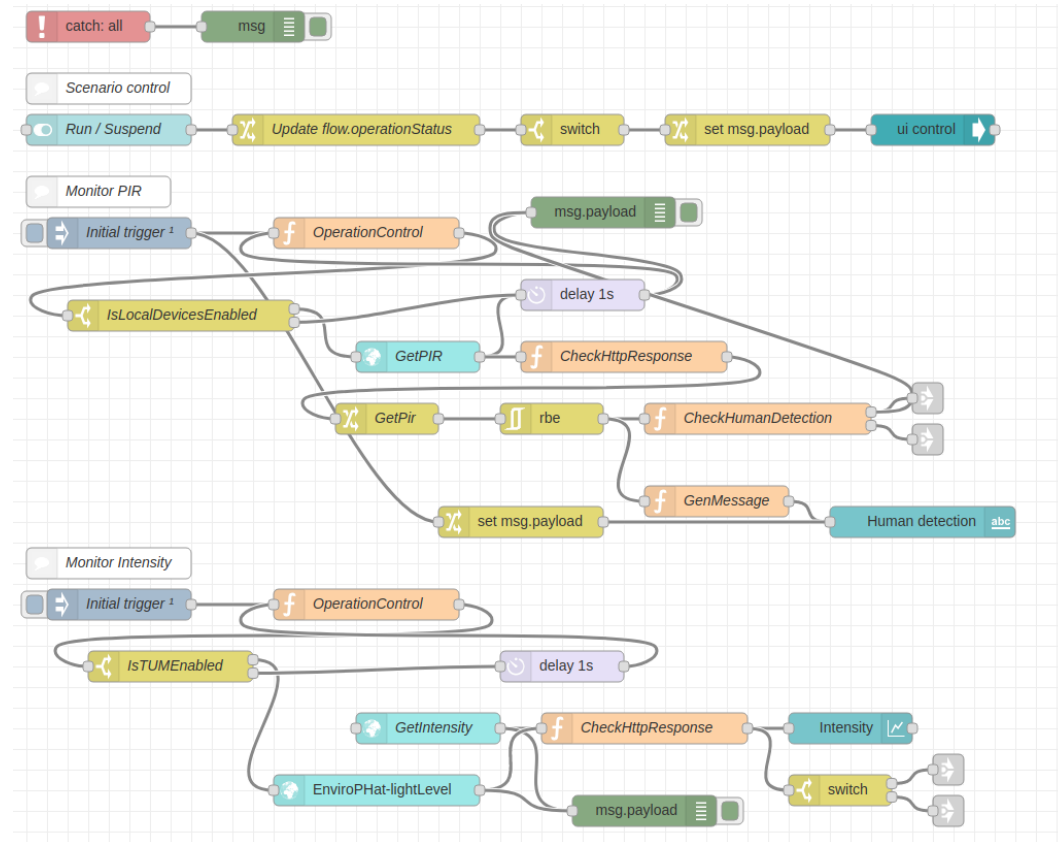 catch: all
msg
Scenario control
Run / Suspend
Update flow.operationStatus
switch
set msg.payload
ui control
Monitor PIR
Initial trigger ¹
OperationControl
msg.payload
delay 1s
IsLocalDevicesEnabled
GetPIR
CheckHttpResponse
GetPir
rbe
CheckHumanDetection
GenMessage
set msg.payload
Human detection
abc
Monitor Intensity
Initial trigger ¹
OperationControl
IsTUMEnabled
delay 1s
GetIntensity
CheckHttpResponse
Intensity
EnviroPHat-lightLevel
switch
msg.payload